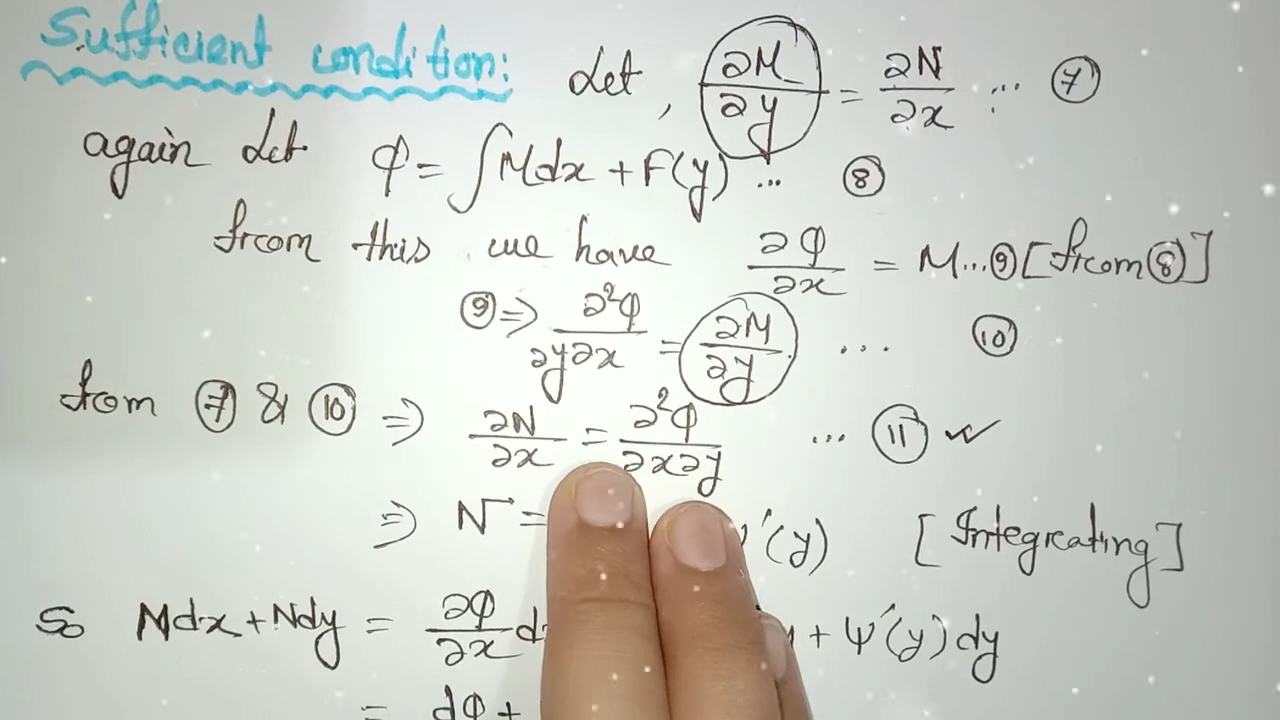 Sufficient condition: Let, ∂M/∂y = ∂N/∂x ... ⑦
again Let φ = ∫Mdx + F(y) ... ⑧
from this we have ∂φ/∂x = M...⑨ [from ⑧]
⑨ ⇒ ∂²φ/∂y∂x = ∂M/∂y ... ⑩
from ⑦ & ⑩ ⇒ ∂N/∂x = ∂²φ/∂x∂y ... ⑪ ✓
⇒ N = '(y) [Integrating]
So Mdx + Ndy = ∂φ/∂x d + ψ'(y) dy
= dφ +